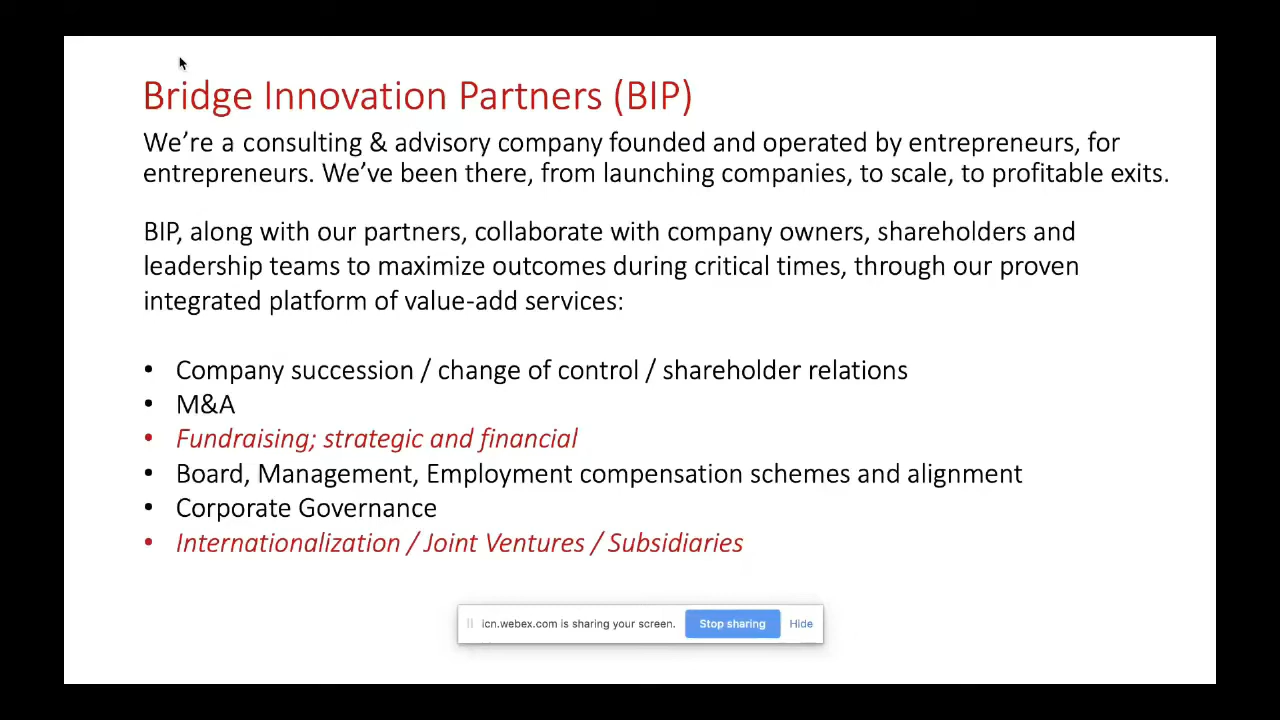 Bridge Innovation Partners (BIP)
We’re a consulting & advisory company founded and operated by entrepreneurs, for
entrepreneurs. We’ve been there, from launching companies, to scale, to profitable exits.
BIP, along with our partners, collaborate with company owners, shareholders and
leadership teams to maximize outcomes during critical times, through our proven
integrated platform of value-add services:
• Company succession / change of control / shareholder relations
• M&A
• Fundraising; strategic and financial
• Board, Management, Employment compensation schemes and alignment
• Corporate Governance
• Internationalization / Joint Ventures / Subsidiaries
icn.webex.com is sharing your screen. Stop sharing Hide